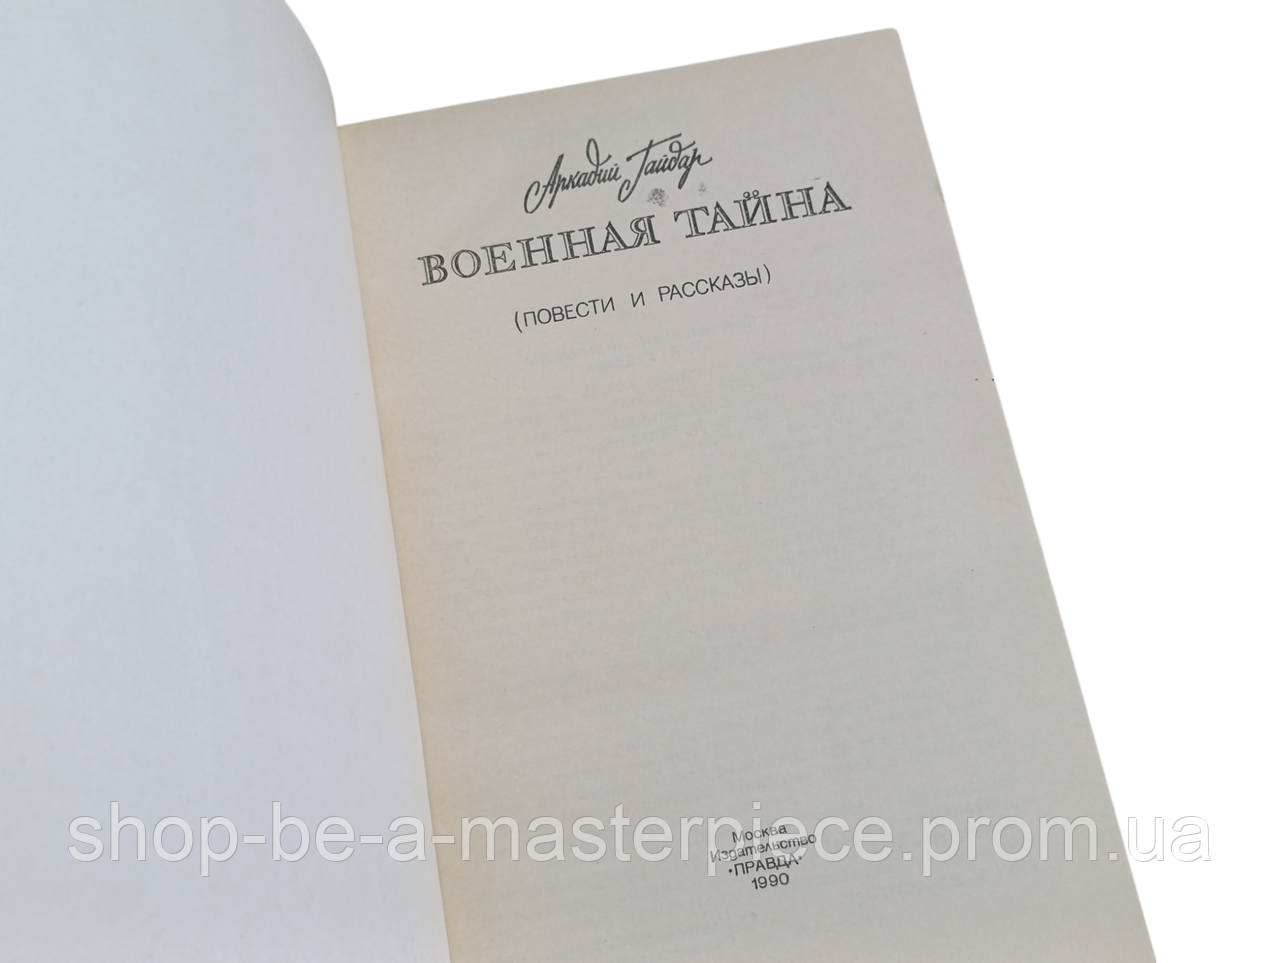 Аркадий Гайдар
ВОЕННАЯ ТАЙНА
(ПОВЕСТИ И РАССКАЗЫ)
shop-be-a-masterpiece.prom.ua
Москва
Издательство
«ПРАВДА»
1990